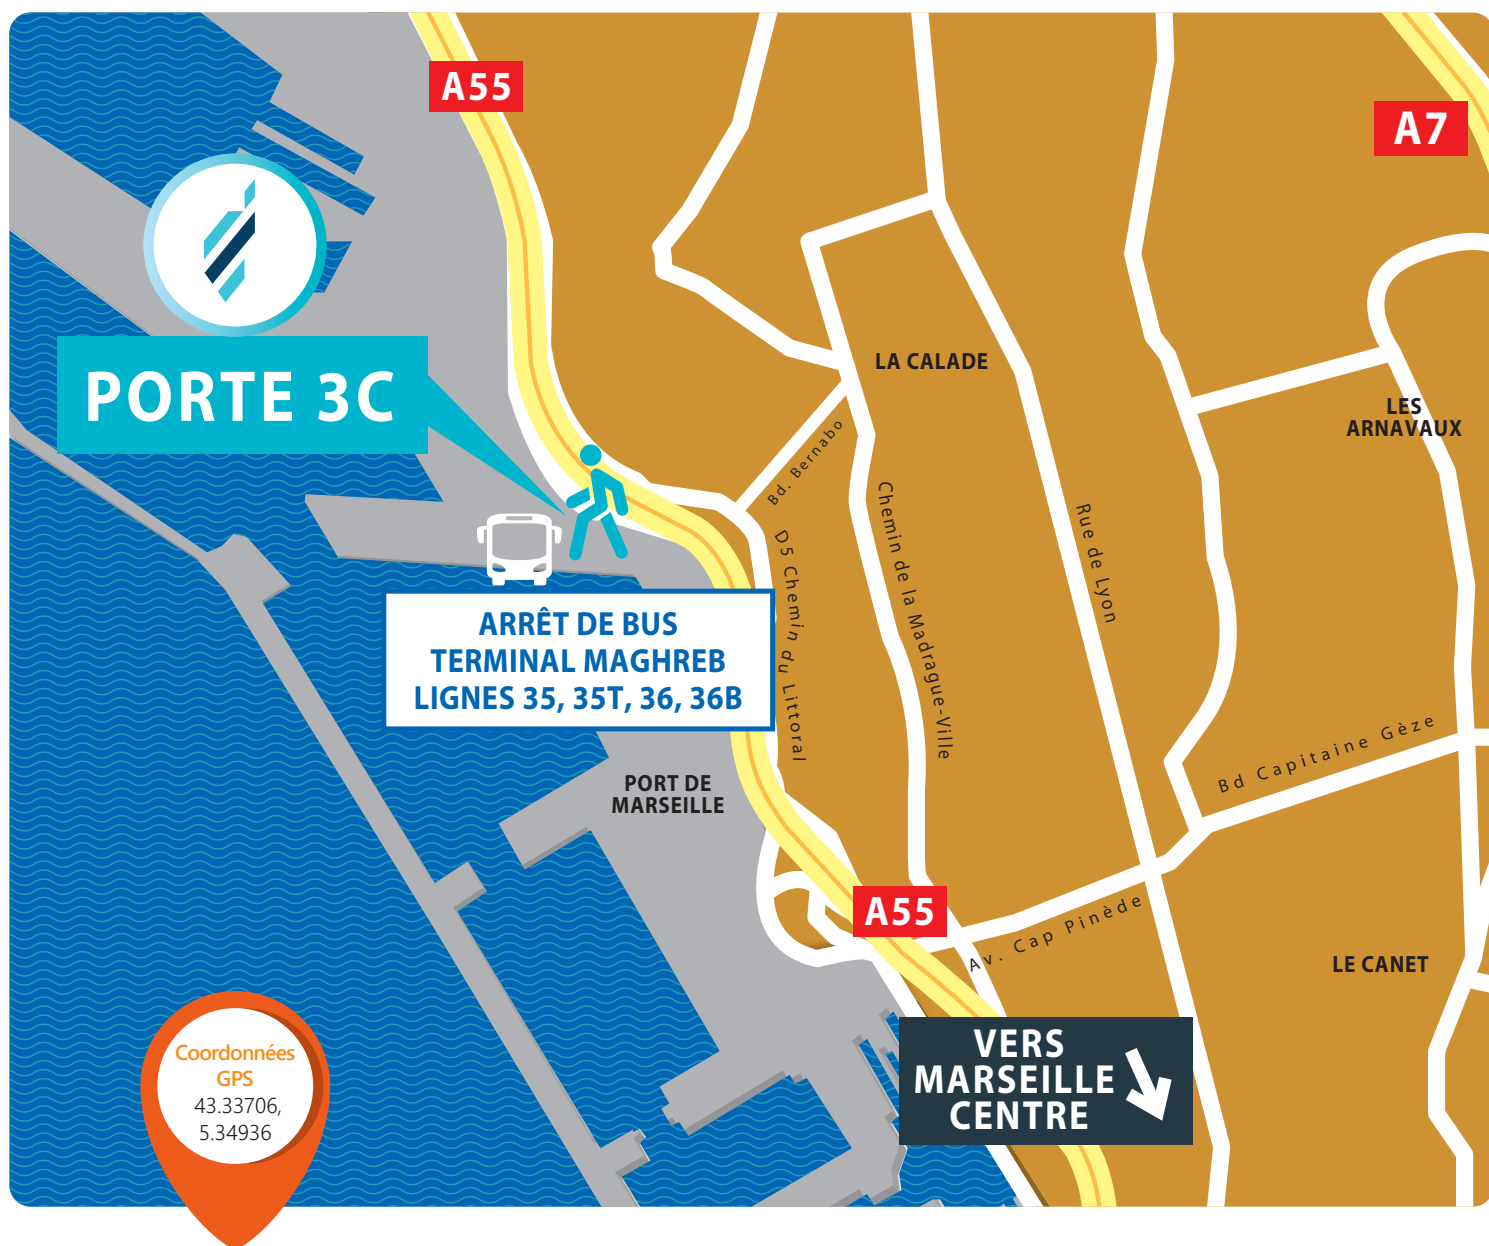 A55
A7
PORTE 3C
LA CALADE
LES
ARNAVAUX
Bd. Bernabo
D5 Chemin du Littoral
Chemin de la Madrague-Ville
Rue de Lyon
ARRÊT DE BUS
TERMINAL MAGHREB
LIGNES 35, 35T, 36, 36B
Bd Capitaine Gèze
PORT DE
MARSEILLE
A55
Av. Cap Pinède
LE CANET
VERS
MARSEILLE
CENTRE
Coordonnées
GPS
43.33706,
5.34936